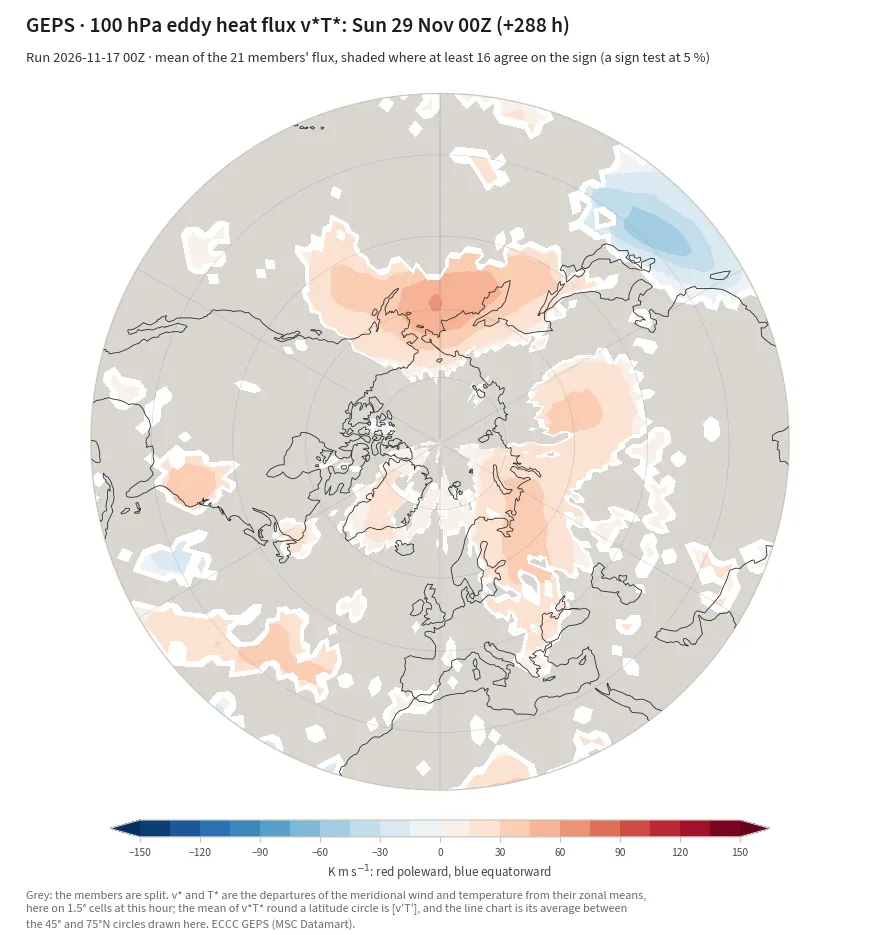 GEPS · 100 hPa eddy heat flux v*T*: Sun 29 Nov 00Z (+288 h)
Run 2026-11-17 00Z · mean of the 21 members' flux, shaded where at least 16 agree on the sign (a sign test at 5 %)
−150 −120 −90 −60 −30 0 30 60 90 120 150
K m s⁻¹: red poleward, blue equatorward
Grey: the members are split. v* and T* are the departures of the meridional wind and temperature from their zonal means,
here on 1.5° cells at this hour; the mean of v*T* round a latitude circle is [v'T'], and the line chart is its average between
the 45° and 75°N circles drawn here. ECCC GEPS (MSC Datamart).